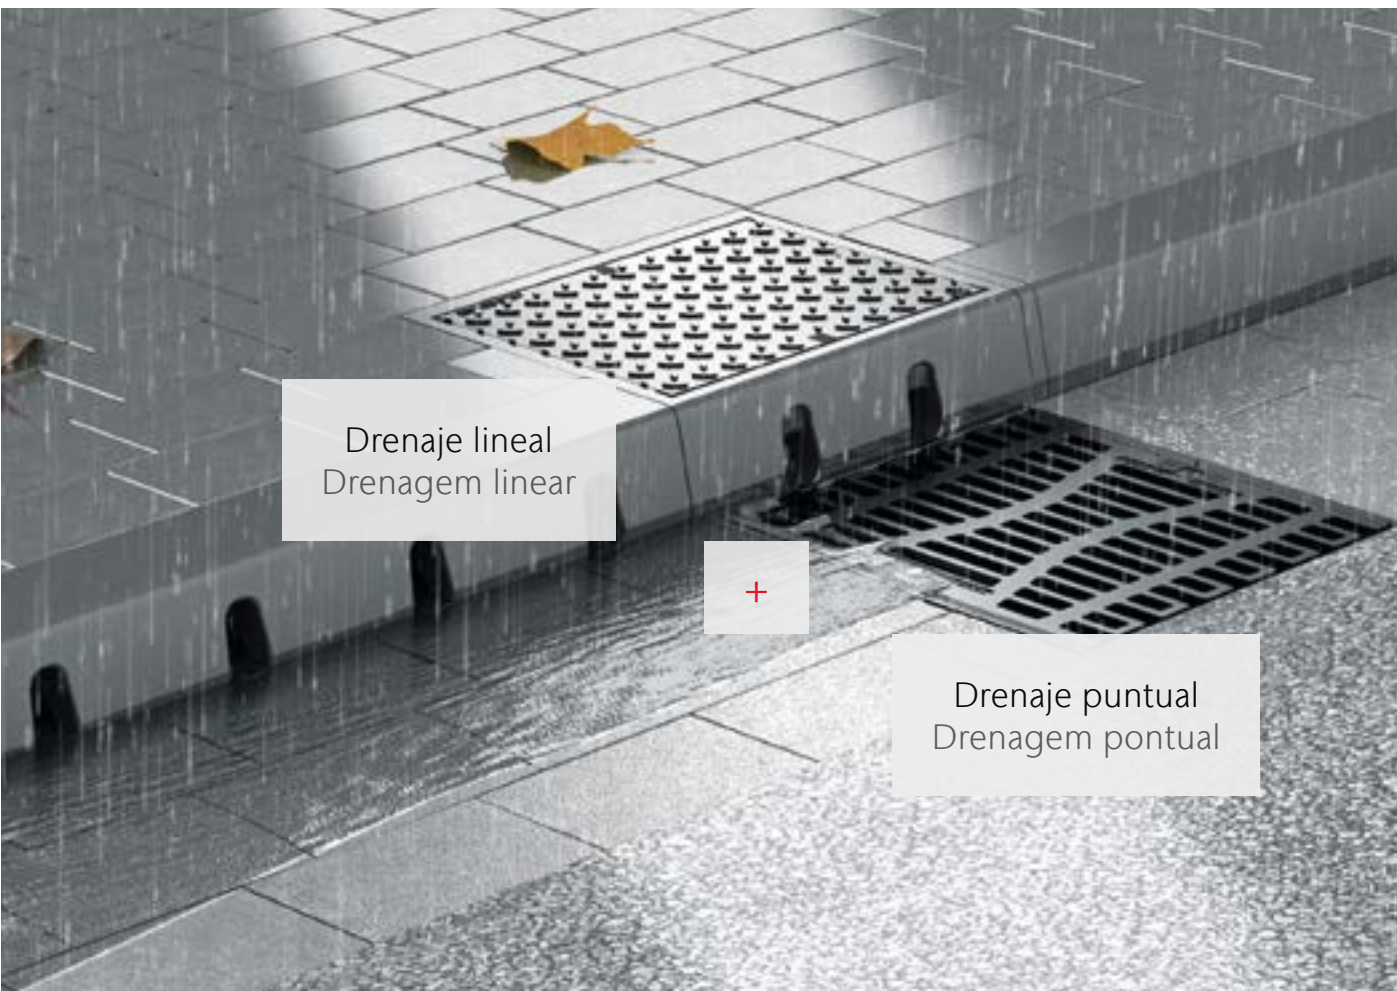 Drenaje lineal
Drenagem linear
+
Drenaje puntual
Drenagem pontual